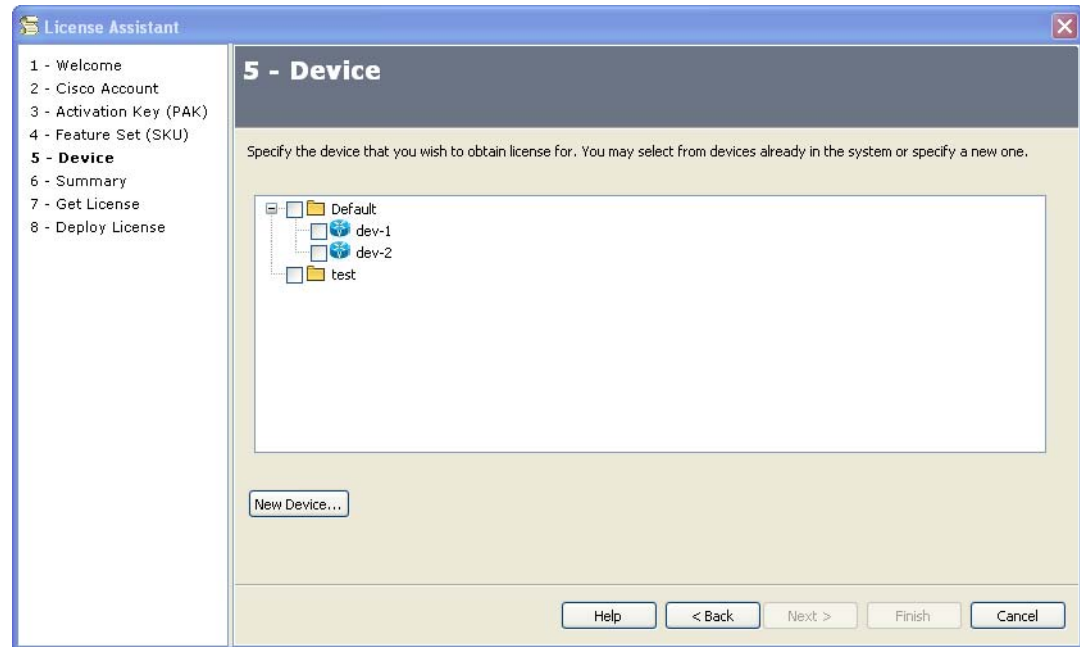 License Assistant
1 - Welcome
2 - Cisco Account
3 - Activation Key (PAK)
4 - Feature Set (SKU)
5 - Device
6 - Summary
7 - Get License
8 - Deploy License
5 - Device
Specify the device that you wish to obtain license for. You may select from devices already in the system or specify a new one.
Default
dev-1
dev-2
test
New Device...
Help
< Back
Next >
Finish
Cancel